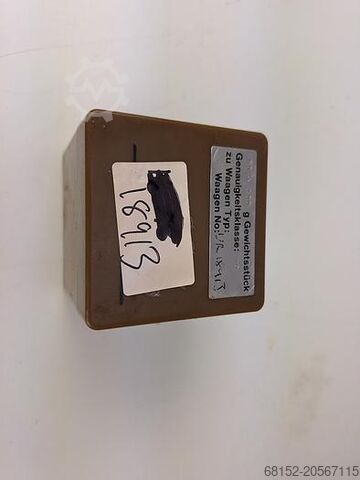 18913
g Gewichtsstück
Genauigkeitsklasse:
zu Waagen Typ:
Waagen No:
68152-20567115